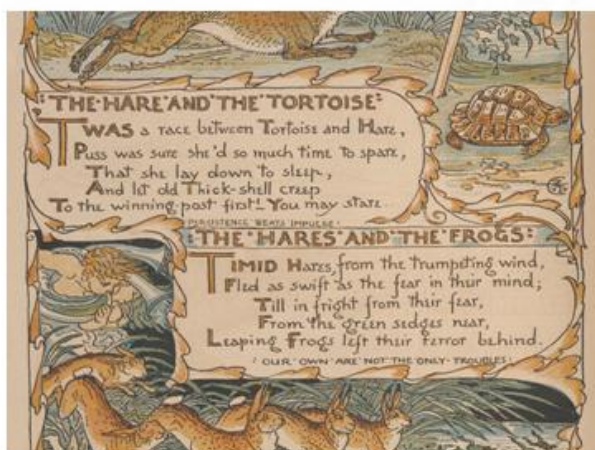 THE·HARE·AND·THE·TORTOISE:
TWAS a race between Tortoise and Hare,
Puss was sure she'd so much time to spare,
That she lay down to sleep,
And let old Thick-shell creep
To the winning post first! You may stare.
PERSISTENCE BEATS IMPULSE:
:THE·HARES·AND·THE·FROGS:
TIMID Hares, from the trumpeting wind,
Fled as swift as the fear in their mind;
Till in fright from their fear,
From the green sedges near,
Leaping Frogs left their terror behind.
: OUR·OWN·ARE·NOT·THE·ONLY·TROUBLES: